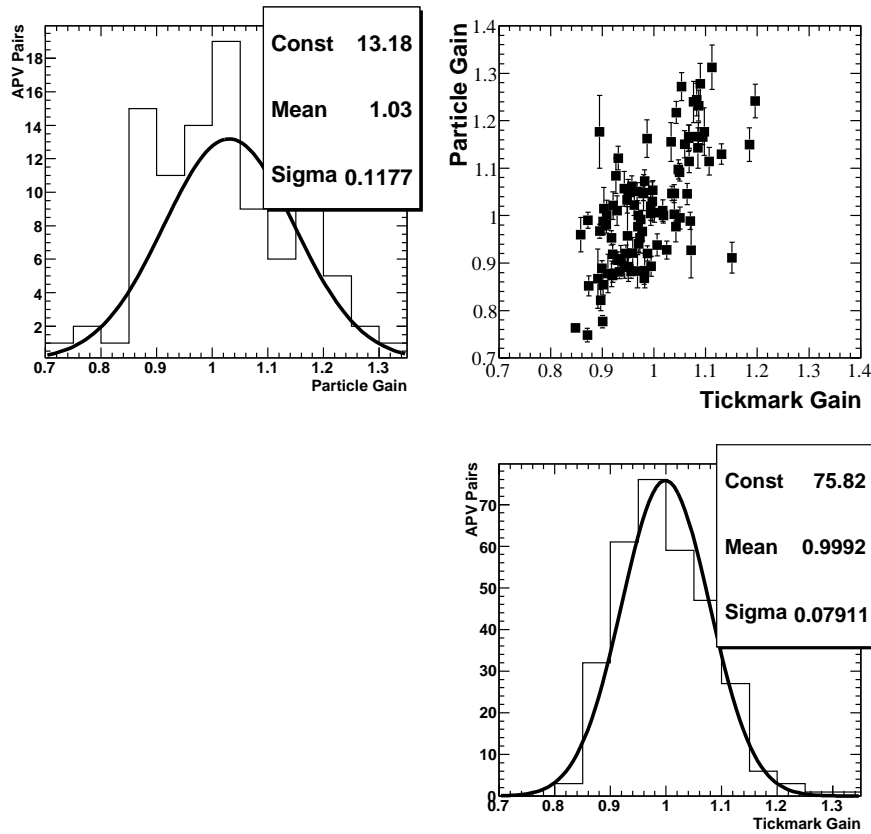 APV Pairs
18
16
14
12
10
8
6
4
2
0.7 0.8 0.9 1 1.1 1.2 1.3
Particle Gain
Const 13.18
Mean 1.03
Sigma 0.1177
Particle Gain
1.4
1.3
1.2
1.1
1
0.9
0.8
0.7
0.7 0.8 0.9 1 1.1 1.2 1.3 1.4
Tickmark Gain
APV Pairs
70
60
50
40
30
20
10
0
0.7 0.8 0.9 1 1.1 1.2 1.3
Tickmark Gain
Const 75.82
Mean 0.9992
Sigma 0.07911